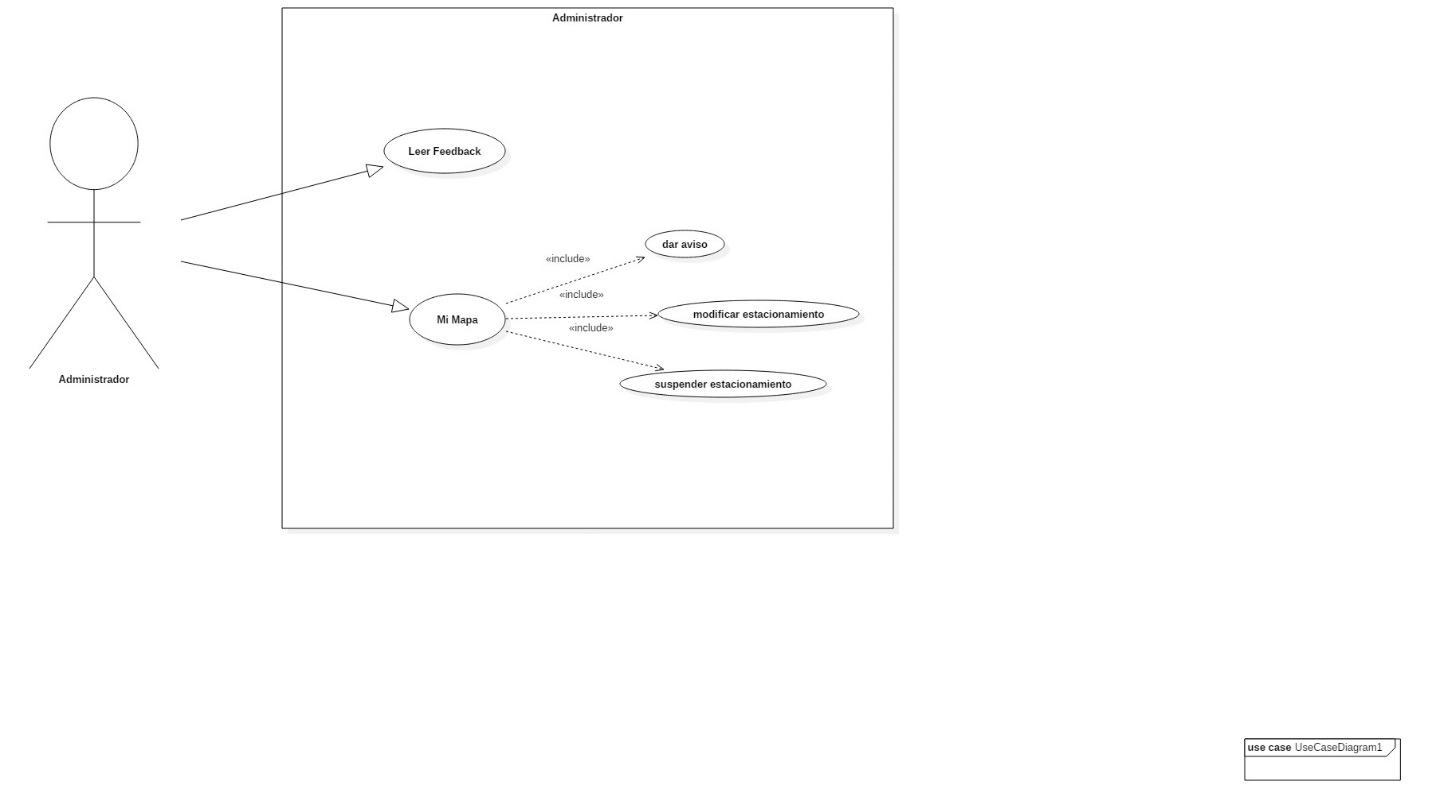 Administrador
Leer Feedback
dar aviso
«include»
«include»
modificar estacionamiento
Mi Mapa
«include»
suspender estacionamiento
Administrador
use case UseCaseDiagram1